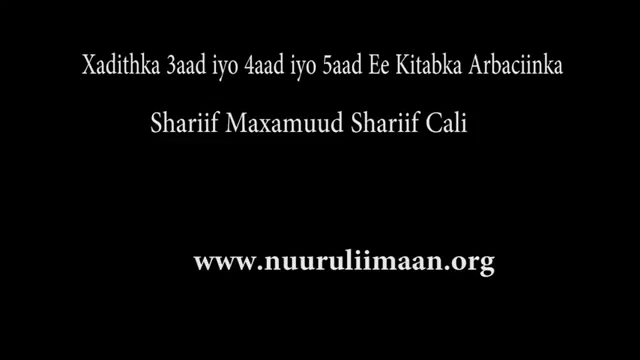 Xadithka 3aad iyo 4aad iyo 5aad Ee Kitabka Arbaciinka
Shariif Maxamuud Shariif Cali
www.nuuruliimaan.org